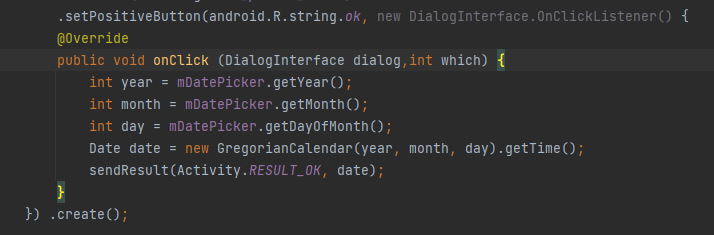 .setPositiveButton(android.R.string.ok, new DialogInterface.OnClickListener() {
@Override
public void onClick (DialogInterface dialog,int which) {
int year = mDatePicker.getYear();
int month = mDatePicker.getMonth();
int day = mDatePicker.getDayOfMonth();
Date date = new GregorianCalendar(year, month, day).getTime();
sendResult(Activity.RESULT_OK, date);
}
}) .create();